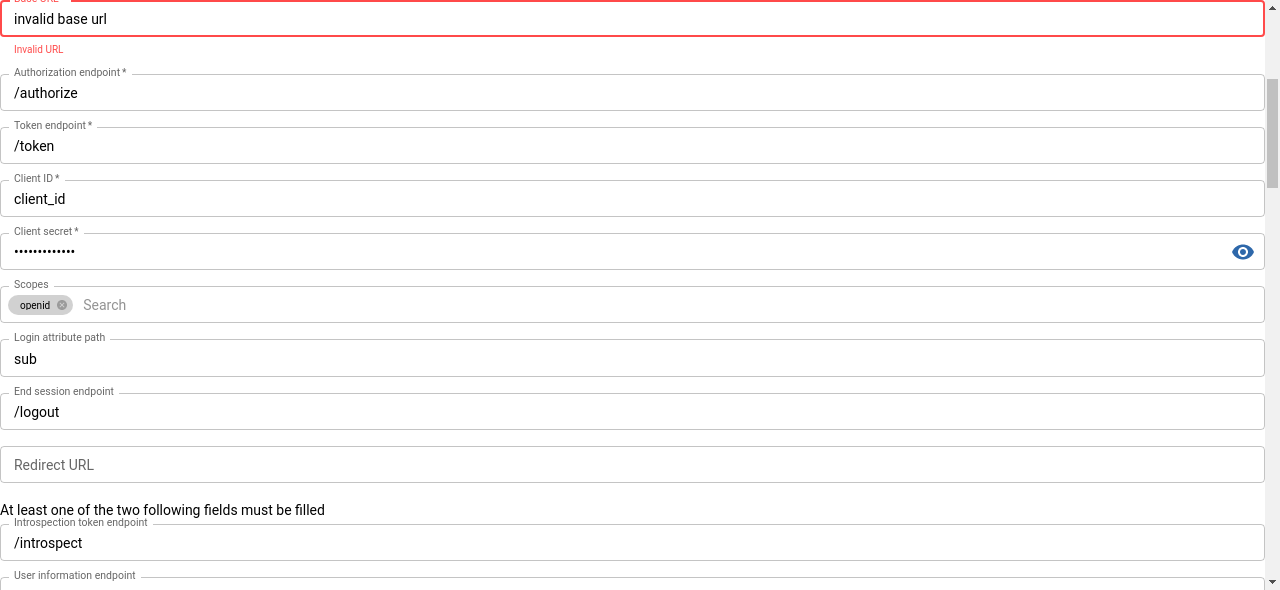 Base URL *
invalid base url
Invalid URL
Authorization endpoint *
/authorize
Token endpoint *
/token
Client ID *
client_id
Client secret *
•••••••••••••
Scopes
openid Search
Login attribute path
sub
End session endpoint
/logout
Redirect URL
At least one of the two following fields must be filled
Introspection token endpoint
/introspect
User information endpoint